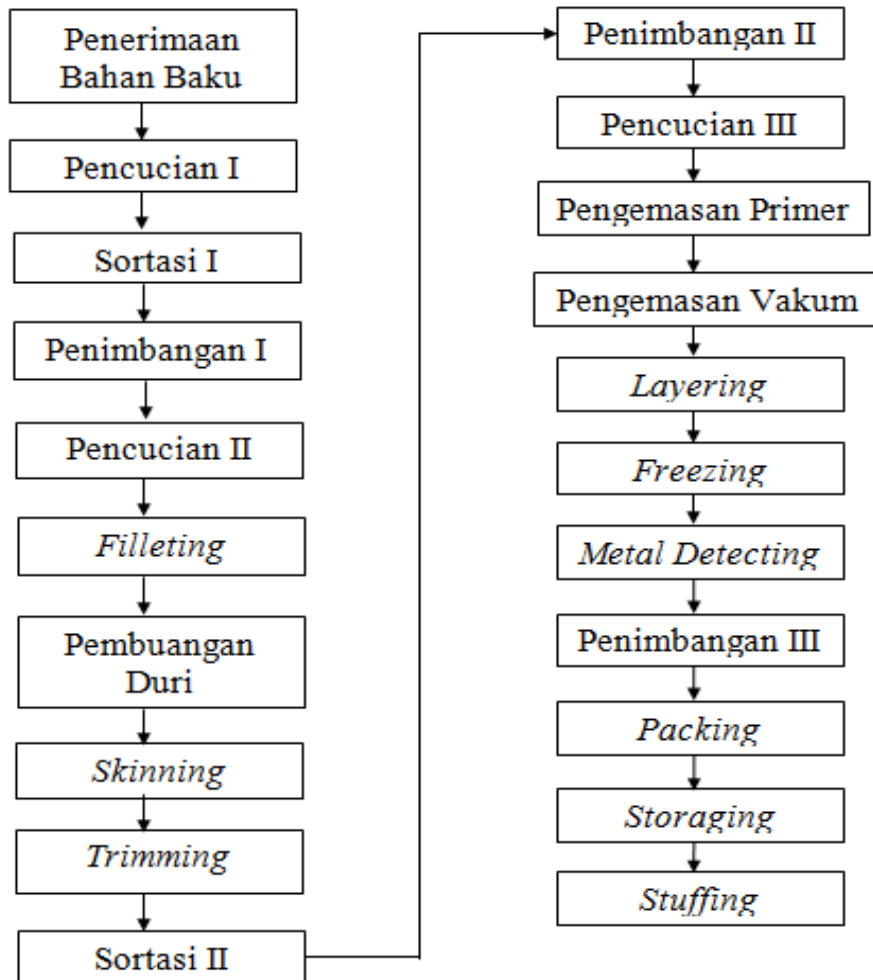 Penerimaan
Bahan Baku
Pencucian I
Sortasi I
Penimbangan I
Pencucian II
Filleting
Pembuangan
Duri
Skinning
Trimming
Sortasi II
Penimbangan II
Pencucian III
Pengemasan Primer
Pengemasan Vakum
Layering
Freezing
Metal Detecting
Penimbangan III
Packing
Storaging
Stuffing